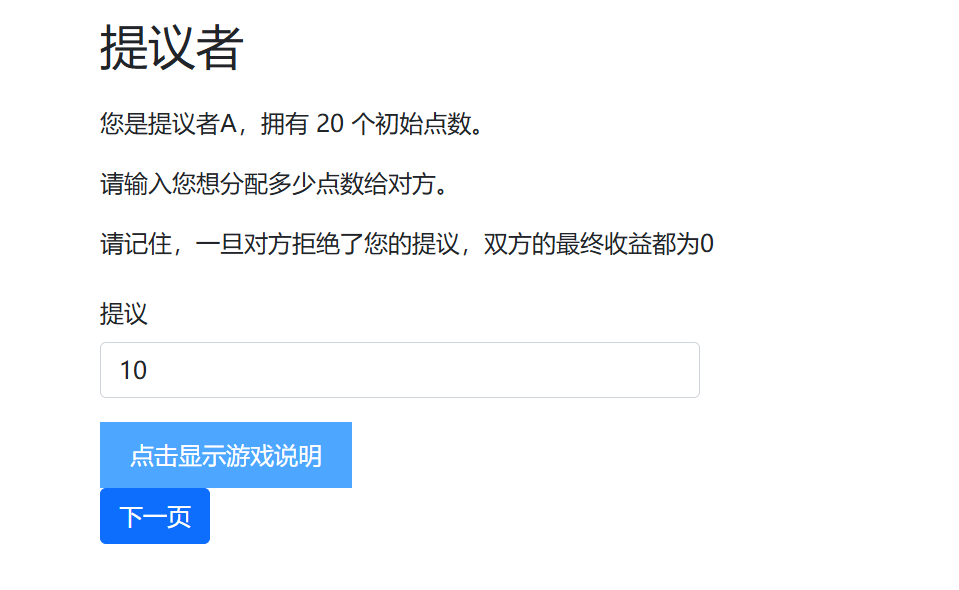 提议者
您是提议者A，拥有 20 个初始点数。
请输入您想分配多少点数给对方。
请记住，一旦对方拒绝了您的提议，双方的最终收益都为0
提议
10
点击显示游戏说明
下一页